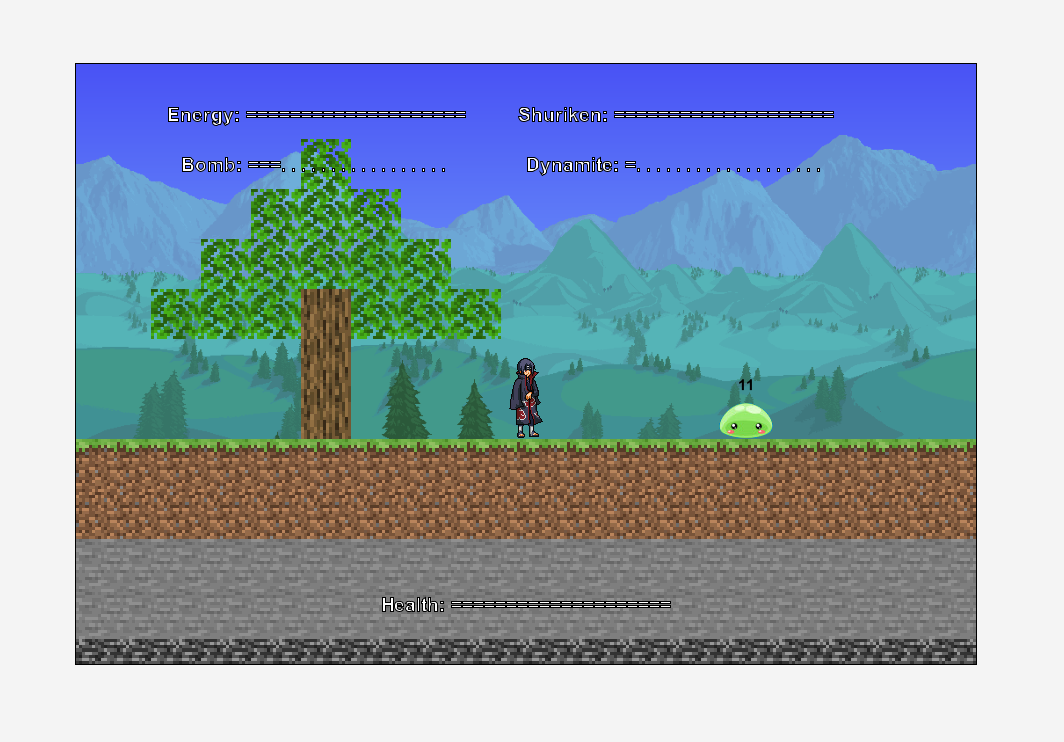 Energy: ====================
Shuriken: ====================
Bomb: ===.................
Dynamite: =...................
11
Health: ====================